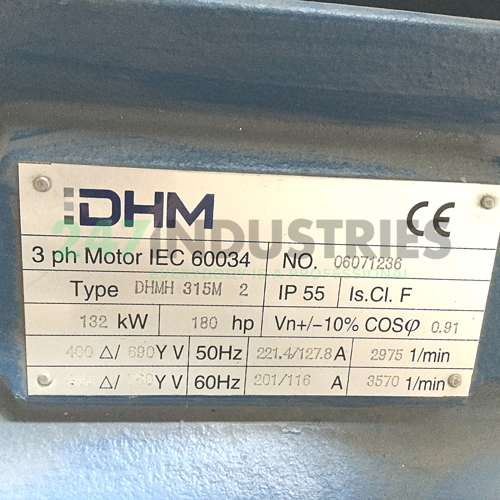 DHM
CE
247 INDUSTRIES
3 ph Motor IEC 60034 NO. 06071236
Type DHMH 315M 2 IP 55 Is.Cl. F
132 kW 180 hp Vn+/-10% COSφ 0.91
400 △/ 690Y V 50Hz 221.4/127.8 A 2975 1/min
△/ Y V 60Hz 201/116 A 3570 1/min